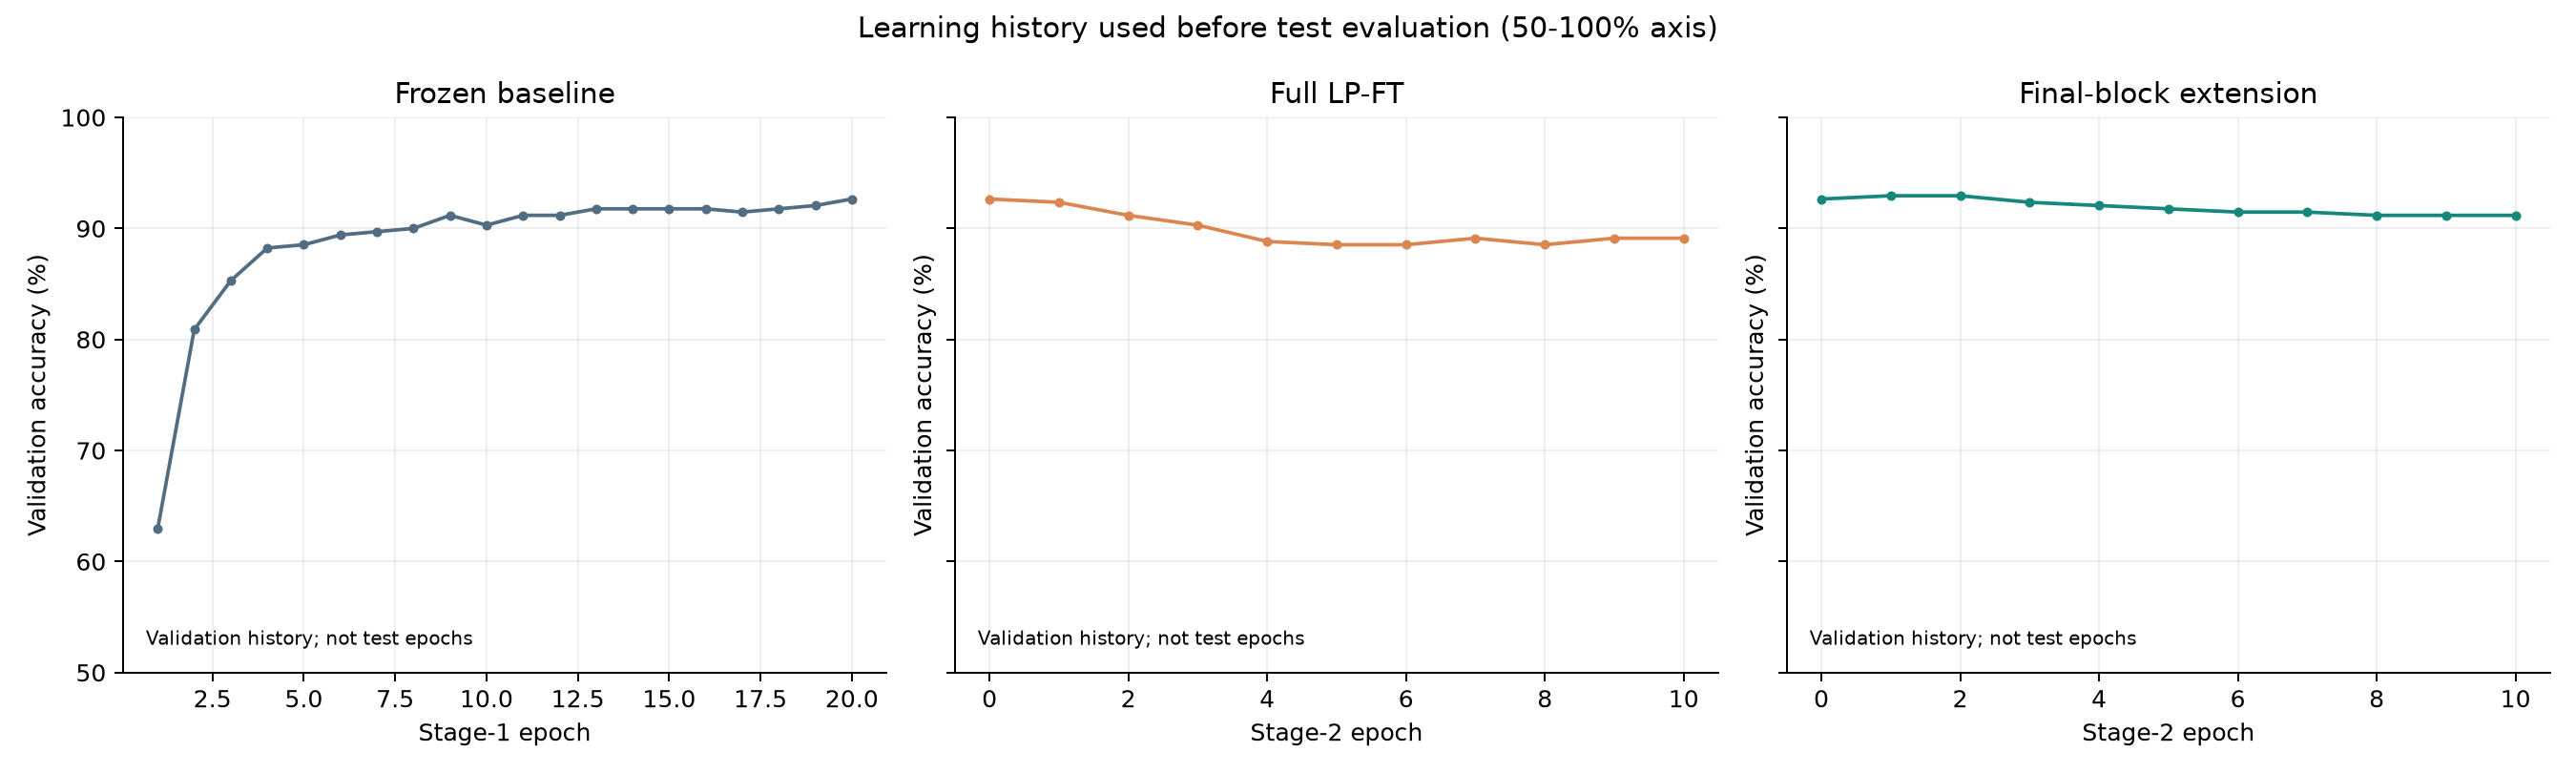 Learning history used before test evaluation (50-100% axis)
Frozen baseline
100
90
80
70
60
50
Validation accuracy (%)
Validation history; not test epochs
2.5 5.0 7.5 10.0 12.5 15.0 17.5 20.0
Stage-1 epoch
Full LP-FT
Validation accuracy (%)
Validation history; not test epochs
0 2 4 6 8 10
Stage-2 epoch
Final-block extension
Validation accuracy (%)
Validation history; not test epochs
0 2 4 6 8 10
Stage-2 epoch